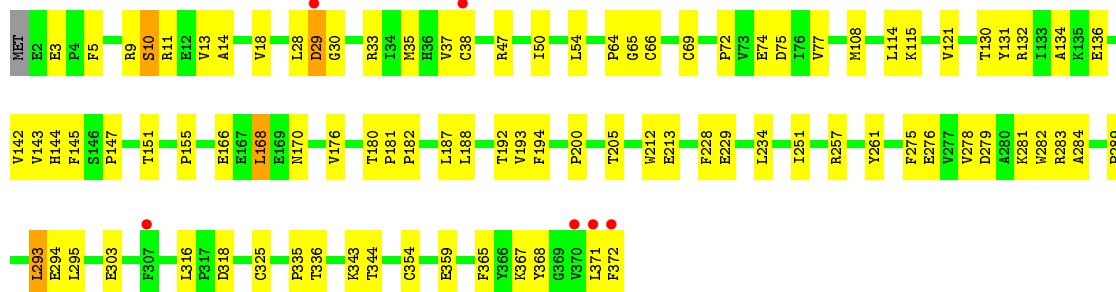 MET E2 E3 P4 F5 R9 S10 R11 E12 V13 A14 V18 L28 D29 G30 R33 I34 M35 H36 V37 C38 R47 I50 L54 P64 G65 C66 C69 P72 V73 E74 D75 I76 V77 M108 L114 K115 V121 T130 Y131 R132 I133 A134 K135 E136
V142 V143 H144 F145 S146 P147 T151 P155 E166 E167 L168 E169 N170 V176 T180 P181 P182 L187 L188 T192 V193 F194 P200 T205 W212 E213 F228 E229 L234 I251 R257 Y261 F275 E276 V277 V278 D279 A280 K281 W282 R283 A284 P289
L293 E294 L295 E303 F307 L316 P317 D318 C325 P335 T336 K343 T344 C354 E359 F365 Y366 K367 Y368 G369 V370 L371 F372